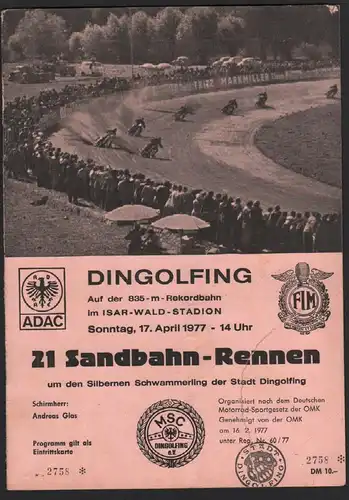 MARKMILLER
DINGOLFING
Auf der 835-m-Rekordbahn
im ISAR-WALD-STADION
Sonntag, 17. April 1977 - 14 Uhr
ADAC
FIM
21 Sandbahn-Rennen
um den Silbernen Schwammerling der Stadt Dingolfing
Schirmherr:
Andreas Glas
Programm gilt als
Eintrittskarte
2758 *
MSC
DINGOLFING
e.V.
Organisiert nach dem Deutschen
Motorrad-Sportgesetz der OMK
Genehmigt von der OMK
am 16. 2. 1977
unter Reg. Nr. 60/77
STADT
DINGOLFING
2758 *
DM 10.-